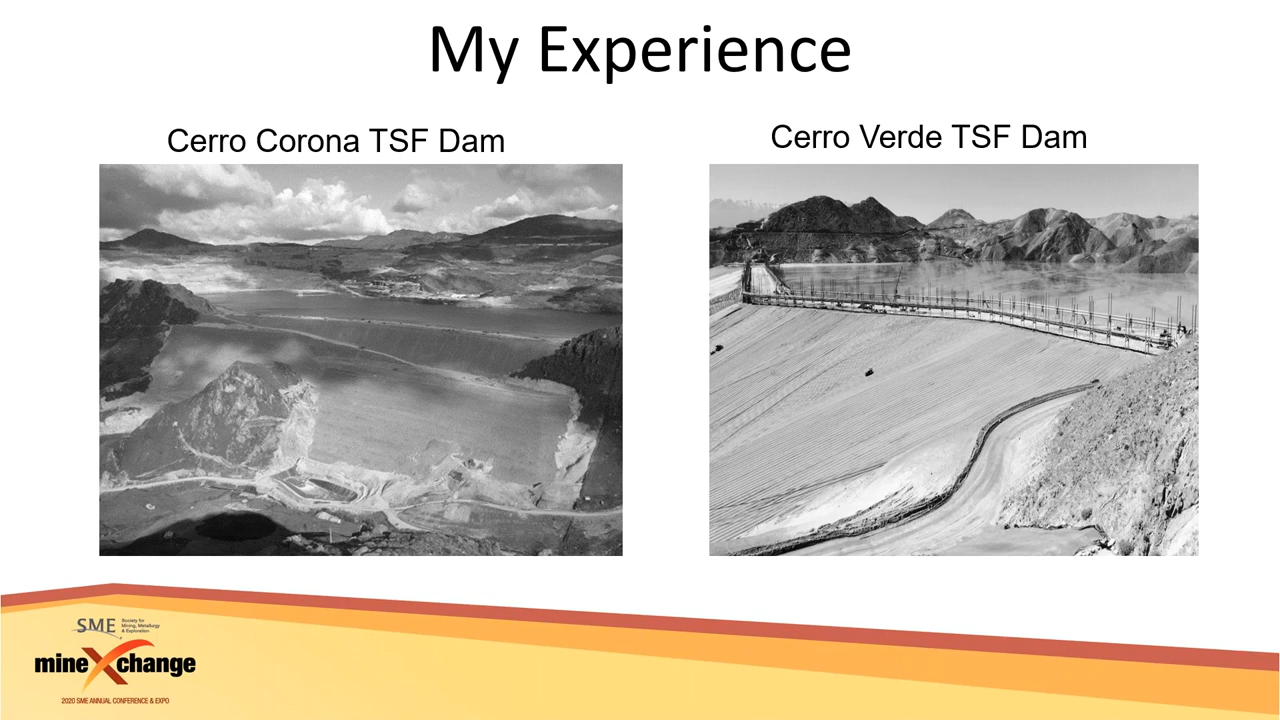 My Experience
Cerro Corona TSF Dam
Cerro Verde TSF Dam
SME
Society for
Mining, Metallurgy
& Exploration
mineXchange
2020 SME ANNUAL CONFERENCE & EXPO